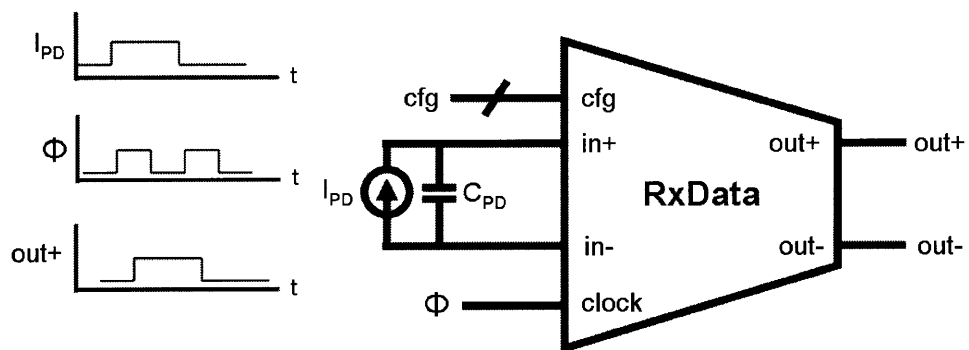 I_PD
t
Φ
t
out+
t
cfg
cfg
in+
out+
out+
I_PD
C_PD
RxData
in-
out-
out-
Φ
clock